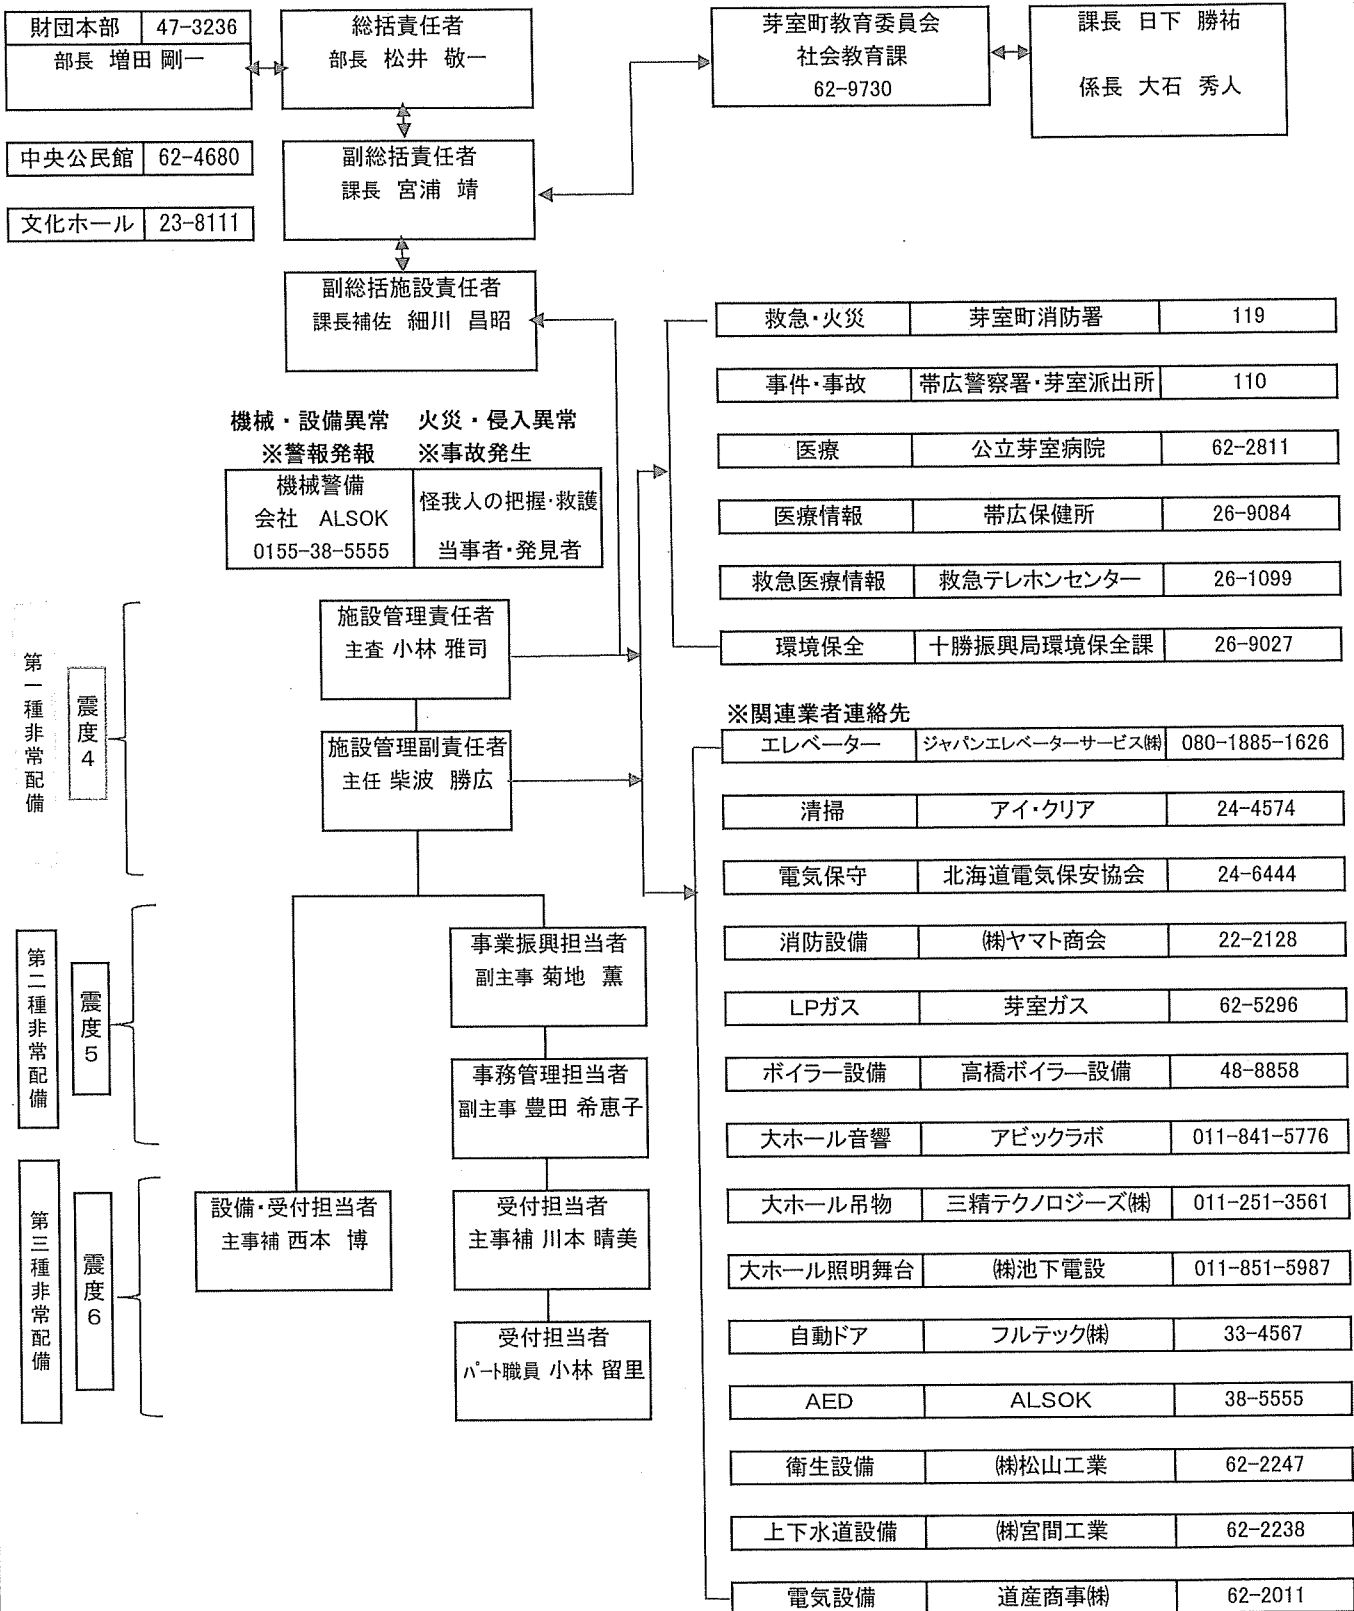 財団本部 47-3236
部長 増田 剛一
総括責任者
部長 松井 敬一
芽室町教育委員会
社会教育課
62-9730
課長 日下 勝祐
係長 大石 秀人
中央公民館 62-4680
文化ホール 23-8111
副総括責任者
課長 宮浦 靖
副総括施設責任者
課長補佐 細川 昌昭
機械・設備異常 火災・侵入異常
※警報発報 ※事故発生
機械警備
会社 ALSOK
0155-38-5555
怪我人の把握・救護
当事者・発見者
救急・火災 芽室町消防署 119
事件・事故 帯広警察署・芽室派出所 110
医療 公立芽室病院 62-2811
医療情報 帯広保健所 26-9084
救急医療情報 救急テレホンセンター 26-1099
環境保全 十勝振興局環境保全課 26-9027
第一種非常配備
震度4
施設管理責任者
主査 小林 雅司
施設管理副責任者
主任 柴波 勝広
第二種非常配備
震度5
事業振興担当者
副主事 菊地 薫
事務管理担当者
副主事 豊田 希恵子
第三種非常配備
震度6
設備・受付担当者
主事補 西本 博
受付担当者
主事補 川本 晴美
受付担当者
パート職員 小林 留里
※関連業者連絡先
エレベーター ジャパンエレベーターサービス㈱ 080-1885-1626
清掃 アイ・クリア 24-4574
電気保守 北海道電気保安協会 24-6444
消防設備 ㈱ヤマト商会 22-2128
LPガス 芽室ガス 62-5296
ボイラー設備 高橋ボイラー設備 48-8858
大ホール音響 アビックラボ 011-841-5776
大ホール吊物 三精テクノロジーズ㈱ 011-251-3561
大ホール照明舞台 ㈱池下電設 011-851-5987
自動ドア フルテック㈱ 33-4567
AED ALSOK 38-5555
衛生設備 ㈱松山工業 62-2247
上下水道設備 ㈱宮間工業 62-2238
電気設備 道産商事㈱ 62-2011